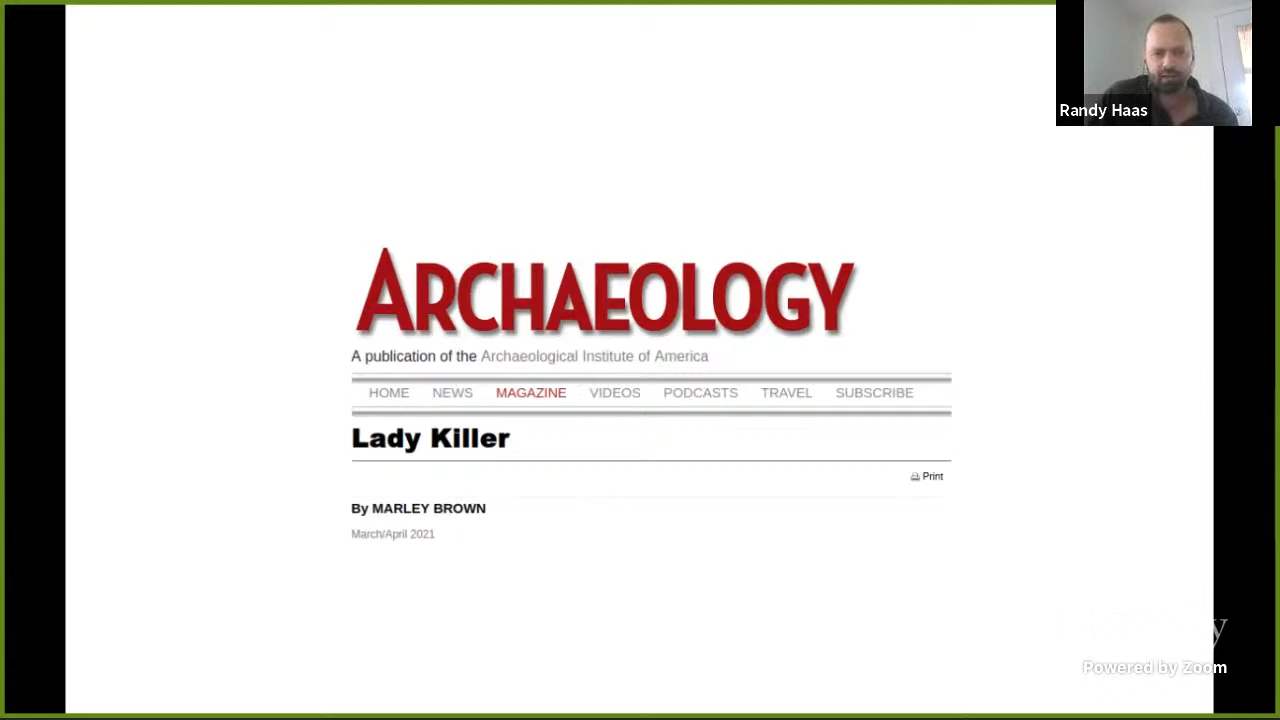 Randy Haas
ARCHAEOLOGY
A publication of the Archaeological Institute of America
HOME NEWS MAGAZINE VIDEOS PODCASTS TRAVEL SUBSCRIBE
Lady Killer
Print
By MARLEY BROWN
March/April 2021
Powered by Zoom